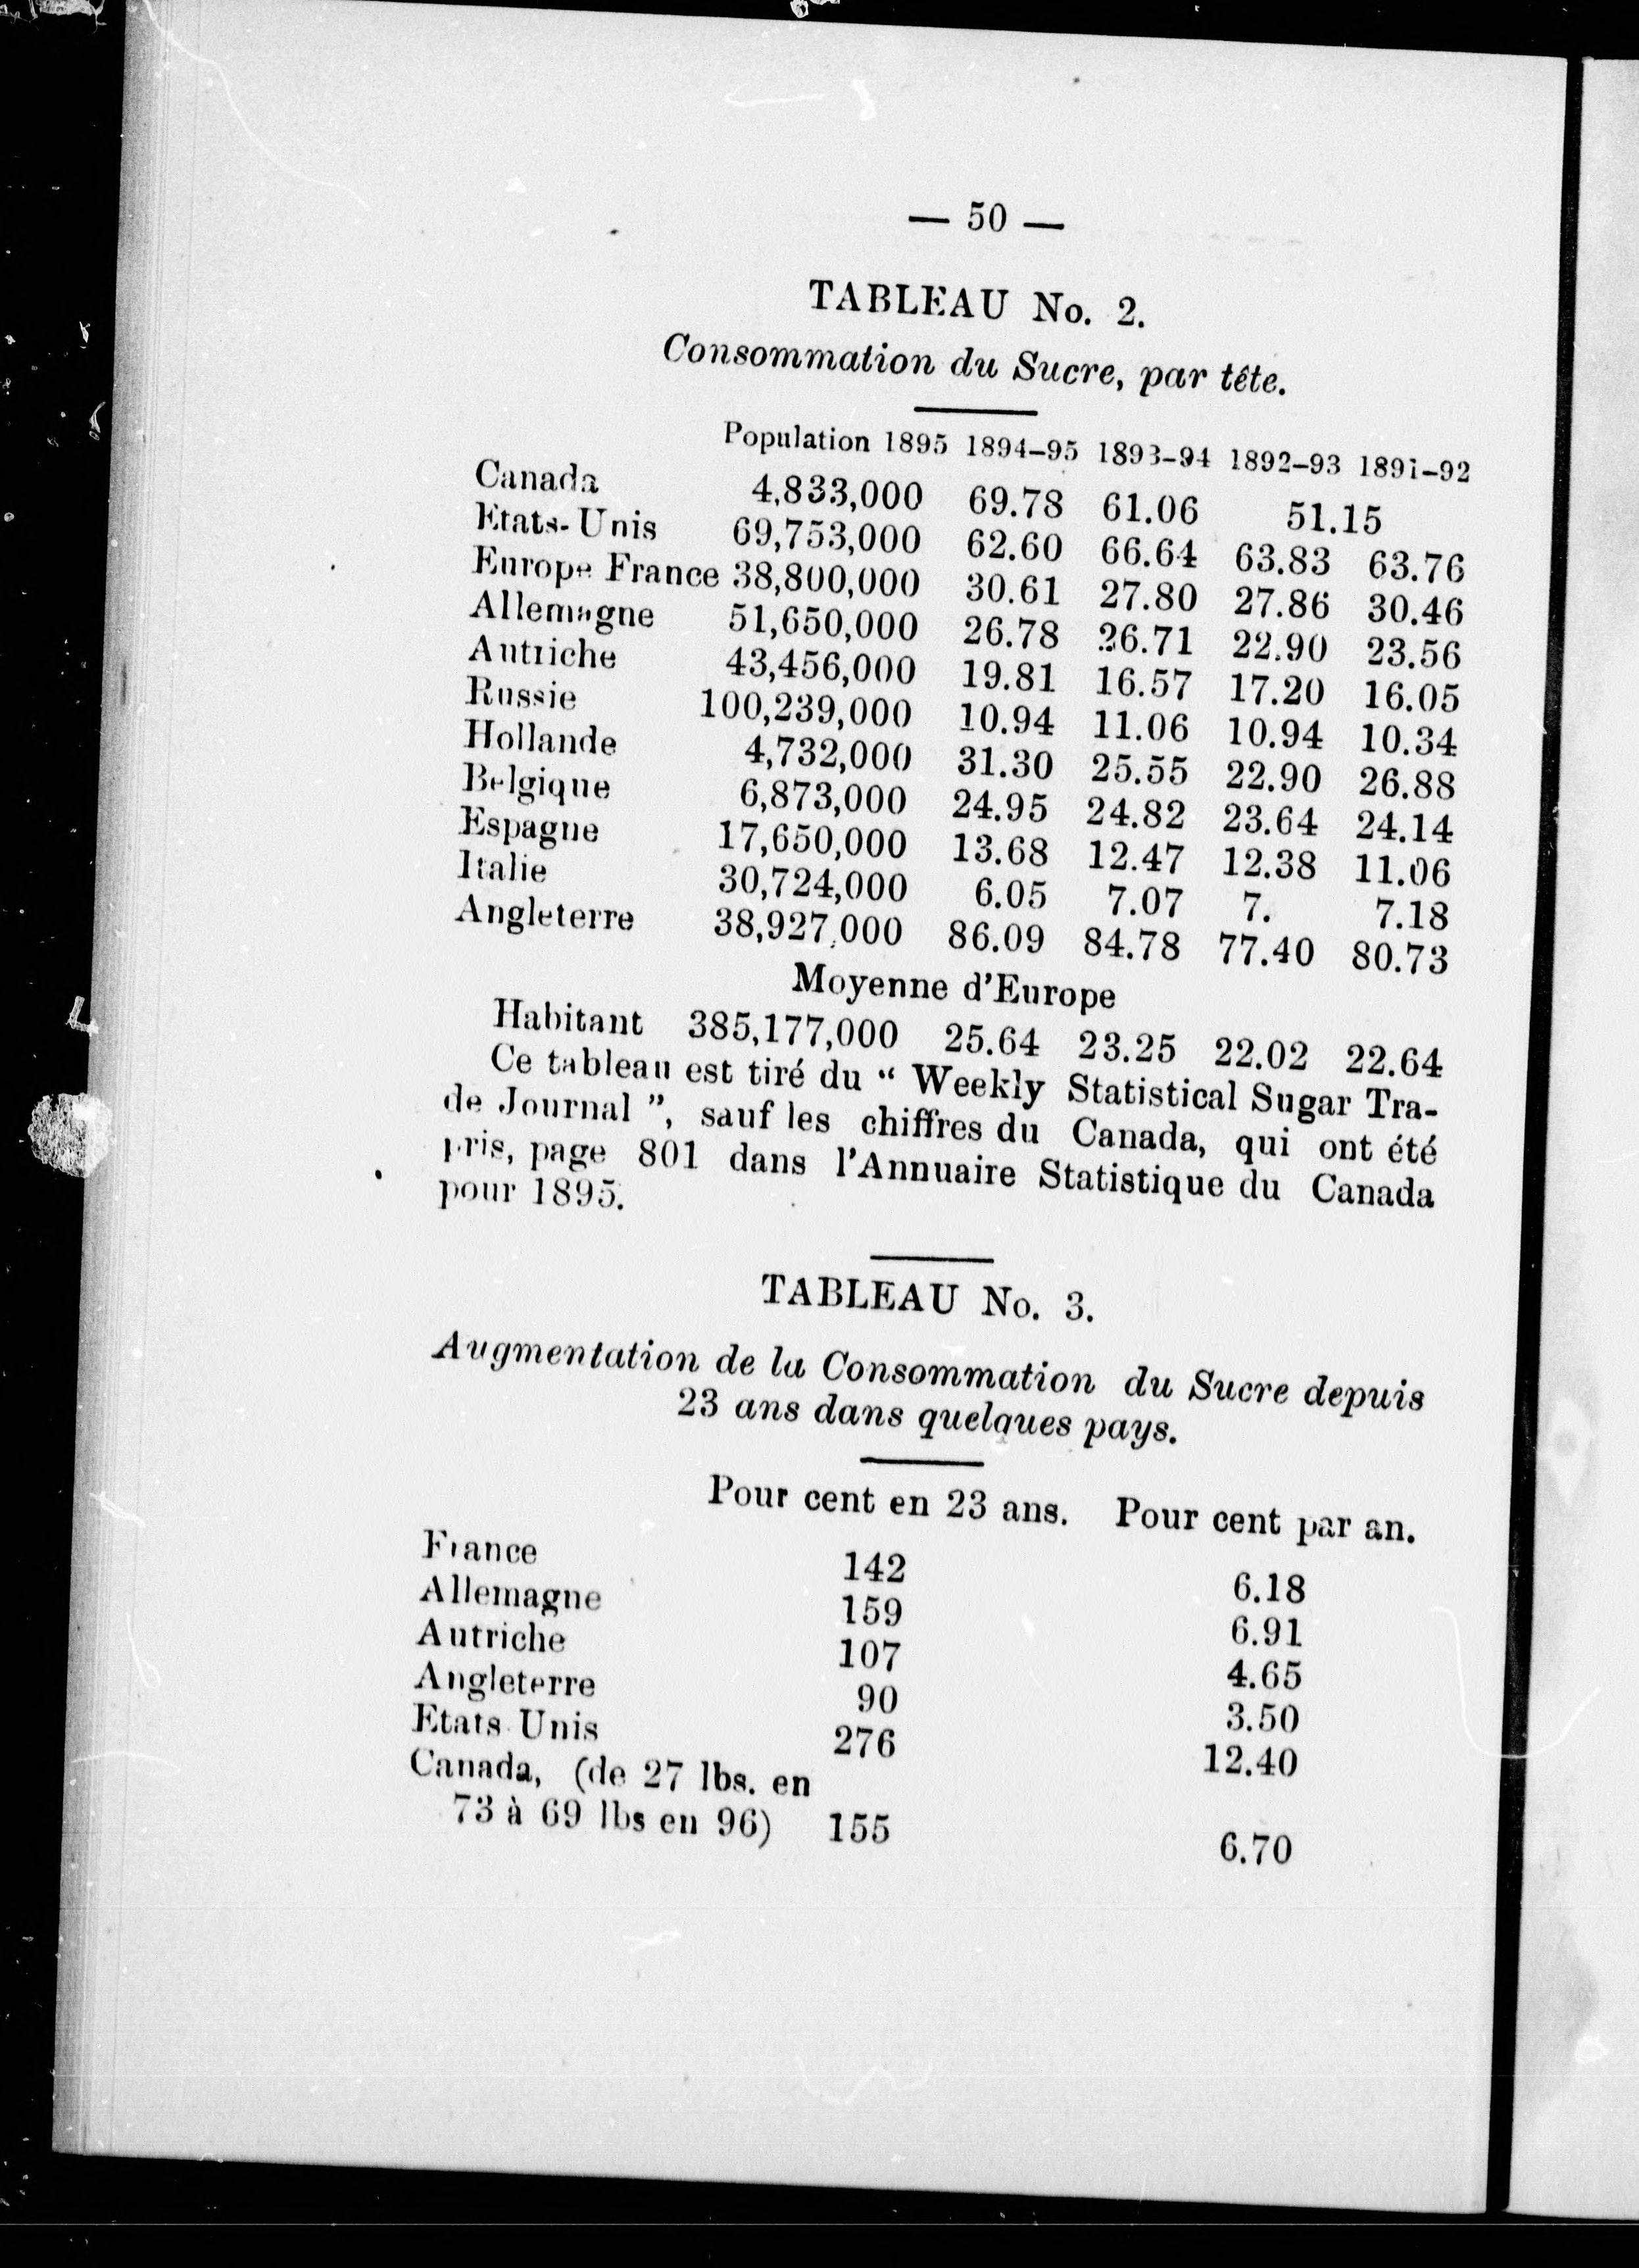 — 50 —
TABLEAU No. 2.
Consommation du Sucre, par tête.
Population 1895 1894-95 1893-94 1892-93 1891-92
Canada 4,833,000 69.78 61.06 51.15
Etats-Unis 69,753,000 62.60 66.64 63.83 63.76
Europe France 38,800,000 30.61 27.80 27.86 30.46
Allemagne 51,650,000 26.78 26.71 22.90 23.56
Autriche 43,456,000 19.81 16.57 17.20 16.05
Russie 100,239,000 10.94 11.06 10.94 10.34
Hollande 4,732,000 31.30 25.55 22.90 26.88
Belgique 6,873,000 24.95 24.82 23.64 24.14
Espagne 17,650,000 13.68 12.47 12.38 11.06
Italie 30,724,000 6.05 7.07 7. 7.18
Angleterre 38,927,000 86.09 84.78 77.40 80.73
Moyenne d'Europe
Habitant 385,177,000 25.64 23.25 22.02 22.64
Ce tableau est tiré du “ Weekly Statistical Sugar Tra-
de Journal ”, sauf les chiffres du Canada, qui ont été
pris, page 801 dans l'Annuaire Statistique du Canada
pour 1895.
TABLEAU No. 3.
Augmentation de la Consommation du Sucre depuis
23 ans dans quelques pays.
Pour cent en 23 ans. Pour cent par an.
France 142 6.18
Allemagne 159 6.91
Autriche 107 4.65
Angleterre 90 3.50
Etats Unis 276 12.40
Canada, (de 27 lbs. en
73 à 69 lbs en 96) 155 6.70